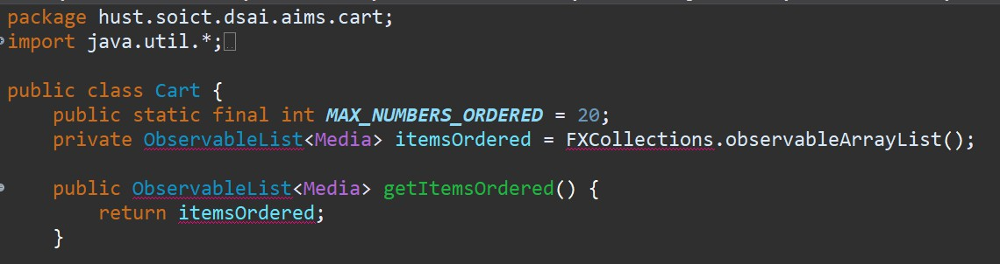 package hust.soict.dsai.aims.cart;
import java.util.*;
public class Cart {
public static final int MAX_NUMBERS_ORDERED = 20;
private ObservableList<Media> itemsOrdered = FXCollections.observableArrayList();
public ObservableList<Media> getItemsOrdered() {
return itemsOrdered;
}